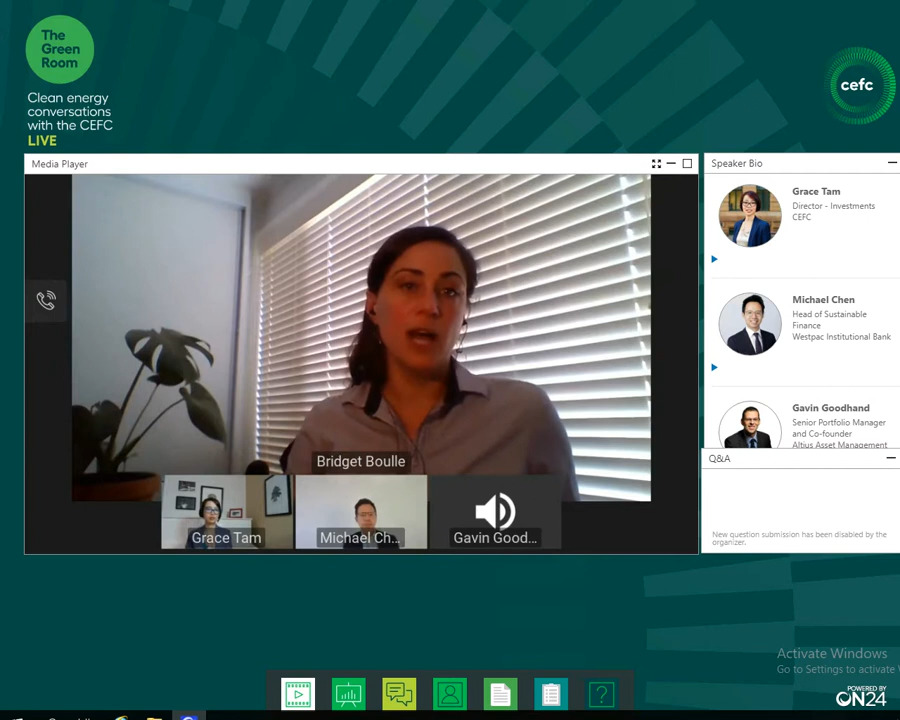 The
Green
Room
Clean energy
conversations
with the CEFC
LIVE
cefc
Media Player
Bridget Boulle
Grace Tam
Michael Ch...
Gavin Good...
Speaker Bio
Grace Tam
Director - Investments
CEFC
Michael Chen
Head of Sustainable
Finance
Westpac Institutional Bank
Gavin Goodhand
Senior Portfolio Manager
and Co-founder
Altius Asset Management
Q&A
New question submission has been disabled by the
organizer.
Activate Windows
Go to Settings to activate
POWERED BY
ON24